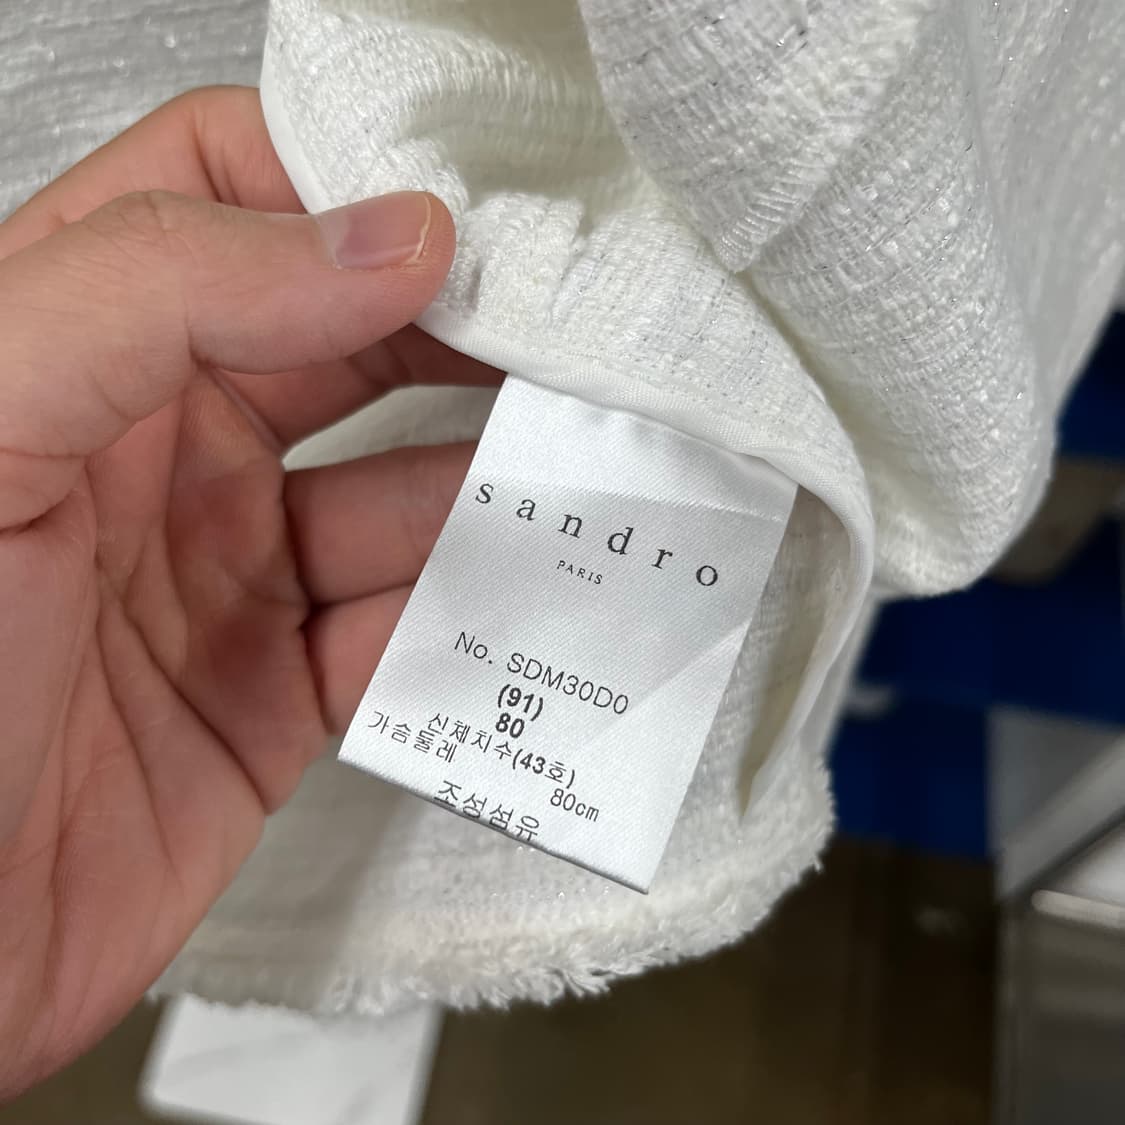 sandro
PARIS
No. SDM30D0
(91)
80
신체치수(43호)
가슴둘레 80cm
조성섬유